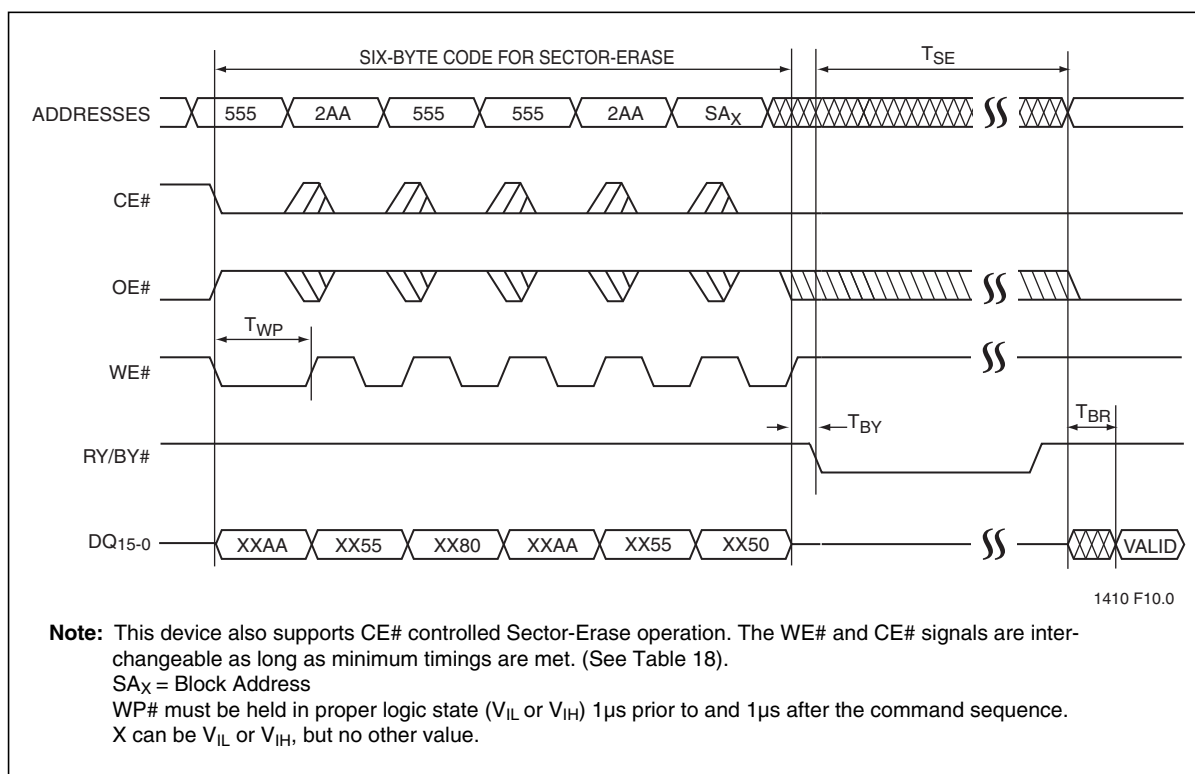 SIX-BYTE CODE FOR SECTOR-ERASE
TSE
ADDRESSES 555 2AA 555 555 2AA SAX
CE#
OE#
TWP
WE#
TBY
TBR
RY/BY#
DQ15-0 XXAA XX55 XX80 XXAA XX55 XX50 VALID
1410 F10.0
Note: This device also supports CE# controlled Sector-Erase operation. The WE# and CE# signals are inter-
changeable as long as minimum timings are met. (See Table 18).
SAX = Block Address
WP# must be held in proper logic state (VIL or VIH) 1µs prior to and 1µs after the command sequence.
X can be VIL or VIH, but no other value.